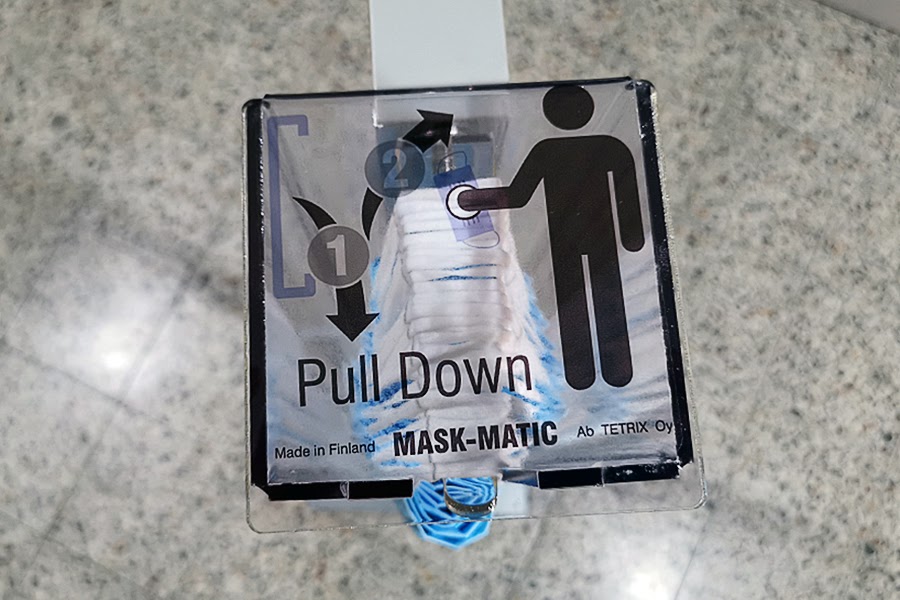 2
1
Pull Down
Made in Finland MASK-MATIC Ab TETRIX Oy